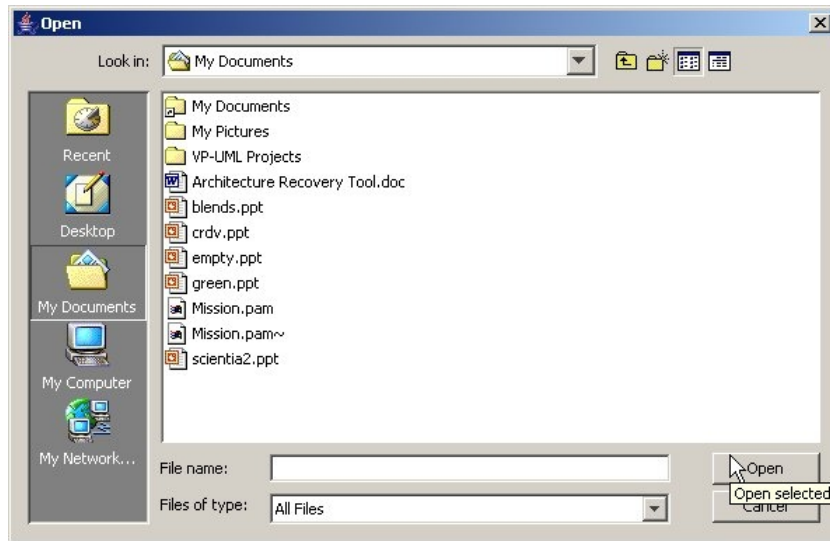 Open
Look in: My Documents
Recent
Desktop
My Documents
My Computer
My Network...
My Documents
My Pictures
VP-UML Projects
Architecture Recovery Tool.doc
blends.ppt
crdv.ppt
empty.ppt
green.ppt
Mission.pam
Mission.pam~
scientia2.ppt
File name: Open
Open selected
Files of type: All Files Cancel